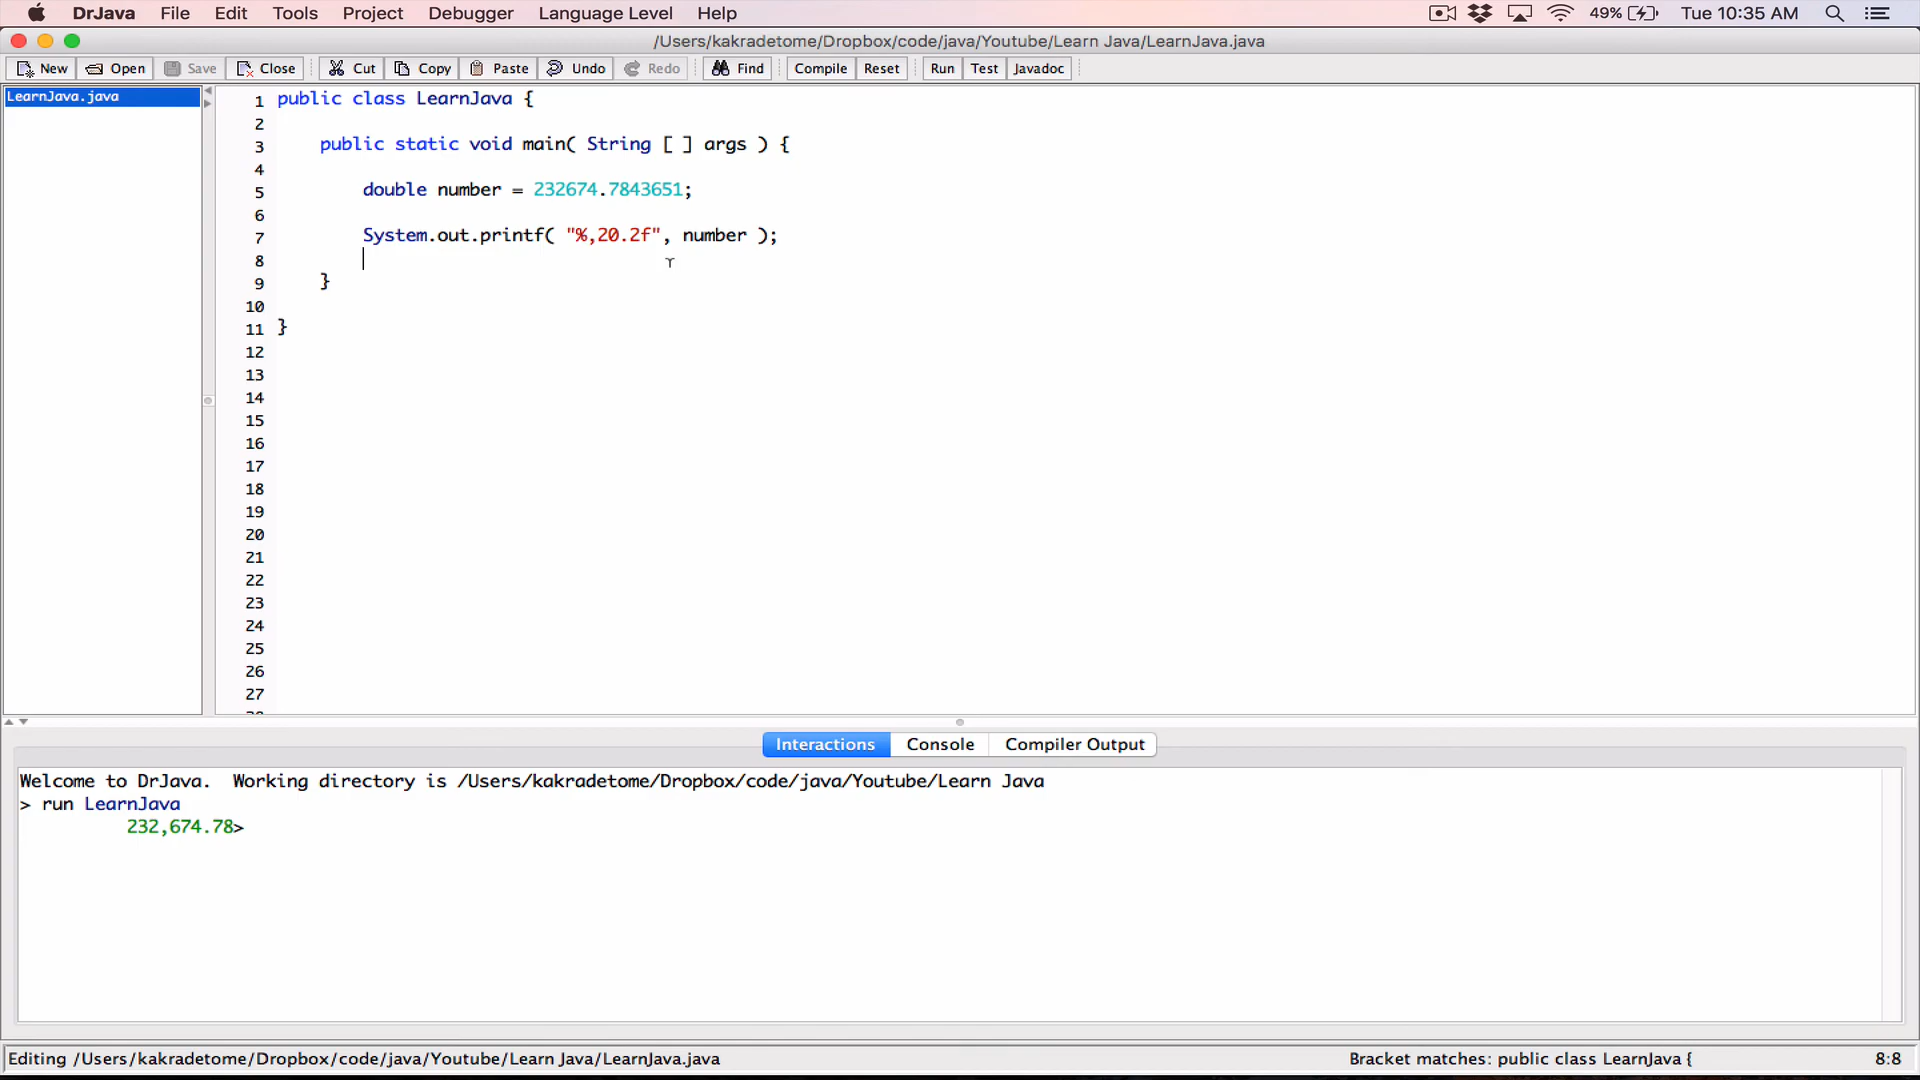 DrJava File Edit Tools Project Debugger Language Level Help 49% Tue 10:35 AM
/Users/kakradetome/Dropbox/code/java/Youtube/Learn Java/LearnJava.java
New Open Save Close Cut Copy Paste Undo Redo Find Compile Reset Run Test Javadoc
LearnJava.java
1 public class LearnJava {
2
3 public static void main( String [ ] args ) {
4
5 double number = 232674.7843651;
6
7 System.out.printf( "%,20.2f", number );
8
9 }
10
11 }
12
13
14
15
16
17
18
19
20
21
22
23
24
25
26
27
Interactions Console Compiler Output
Welcome to DrJava. Working directory is /Users/kakradetome/Dropbox/code/java/Youtube/Learn Java
> run LearnJava
232,674.78>
Editing /Users/kakradetome/Dropbox/code/java/Youtube/Learn Java/LearnJava.java Bracket matches: public class LearnJava { 8:8